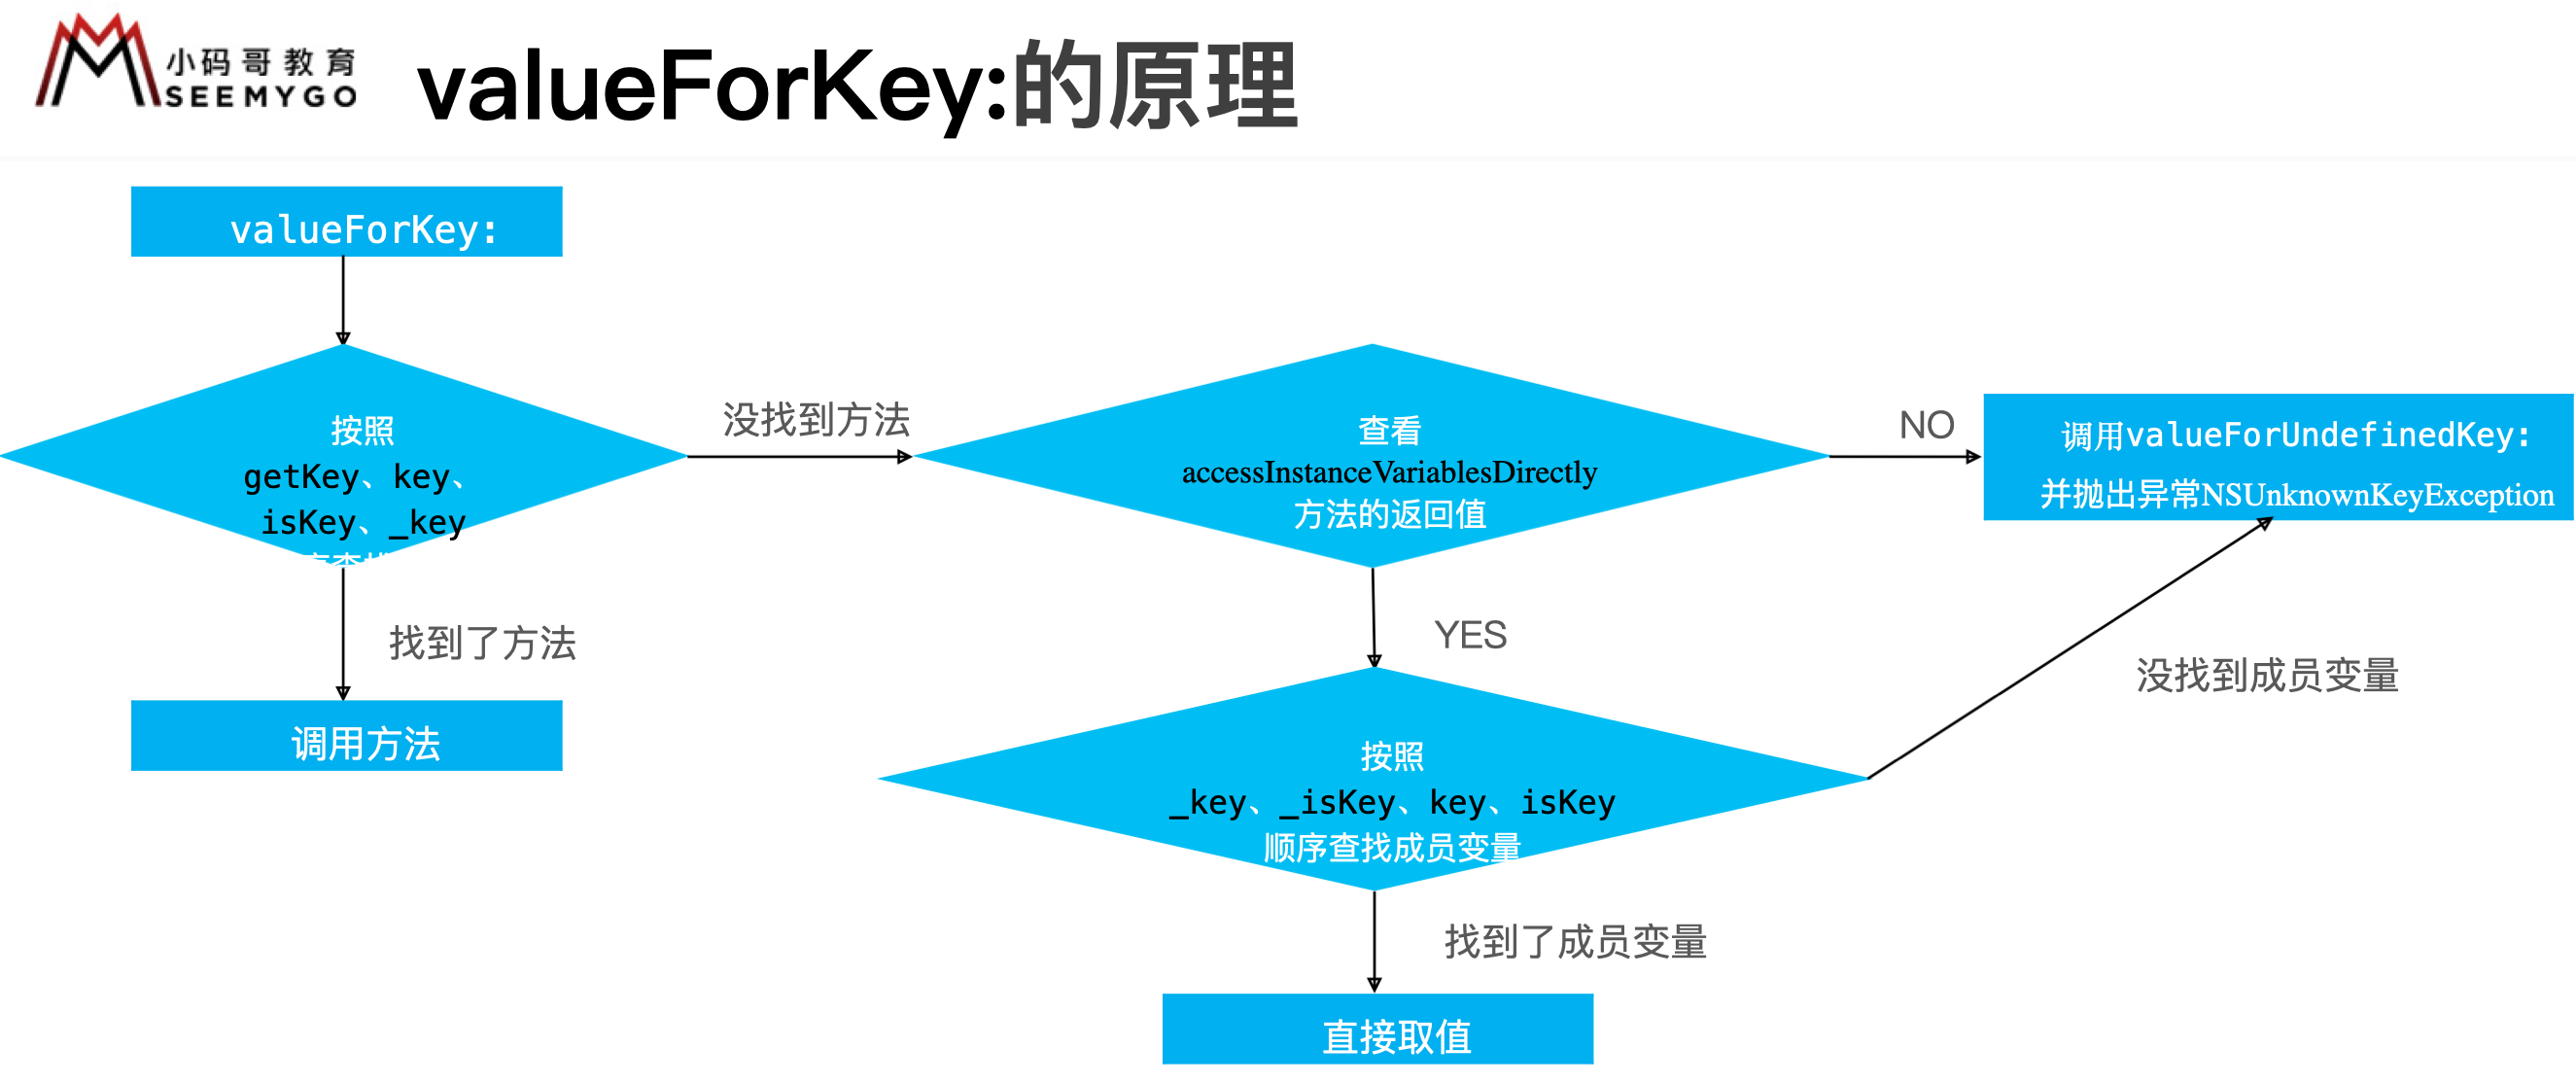 小码哥教育
SEEMYGO
valueForKey:的原理
valueForKey:
按照
getKey、key、
isKey、_key
没找到方法
查看
accessInstanceVariablesDirectly
方法的返回值
NO
调用valueForUndefinedKey:
并抛出异常NSUnknownKeyException
找到了方法
调用方法
YES
没找到成员变量
按照
_key、_isKey、key、isKey
顺序查找成员变量
找到了成员变量
直接取值